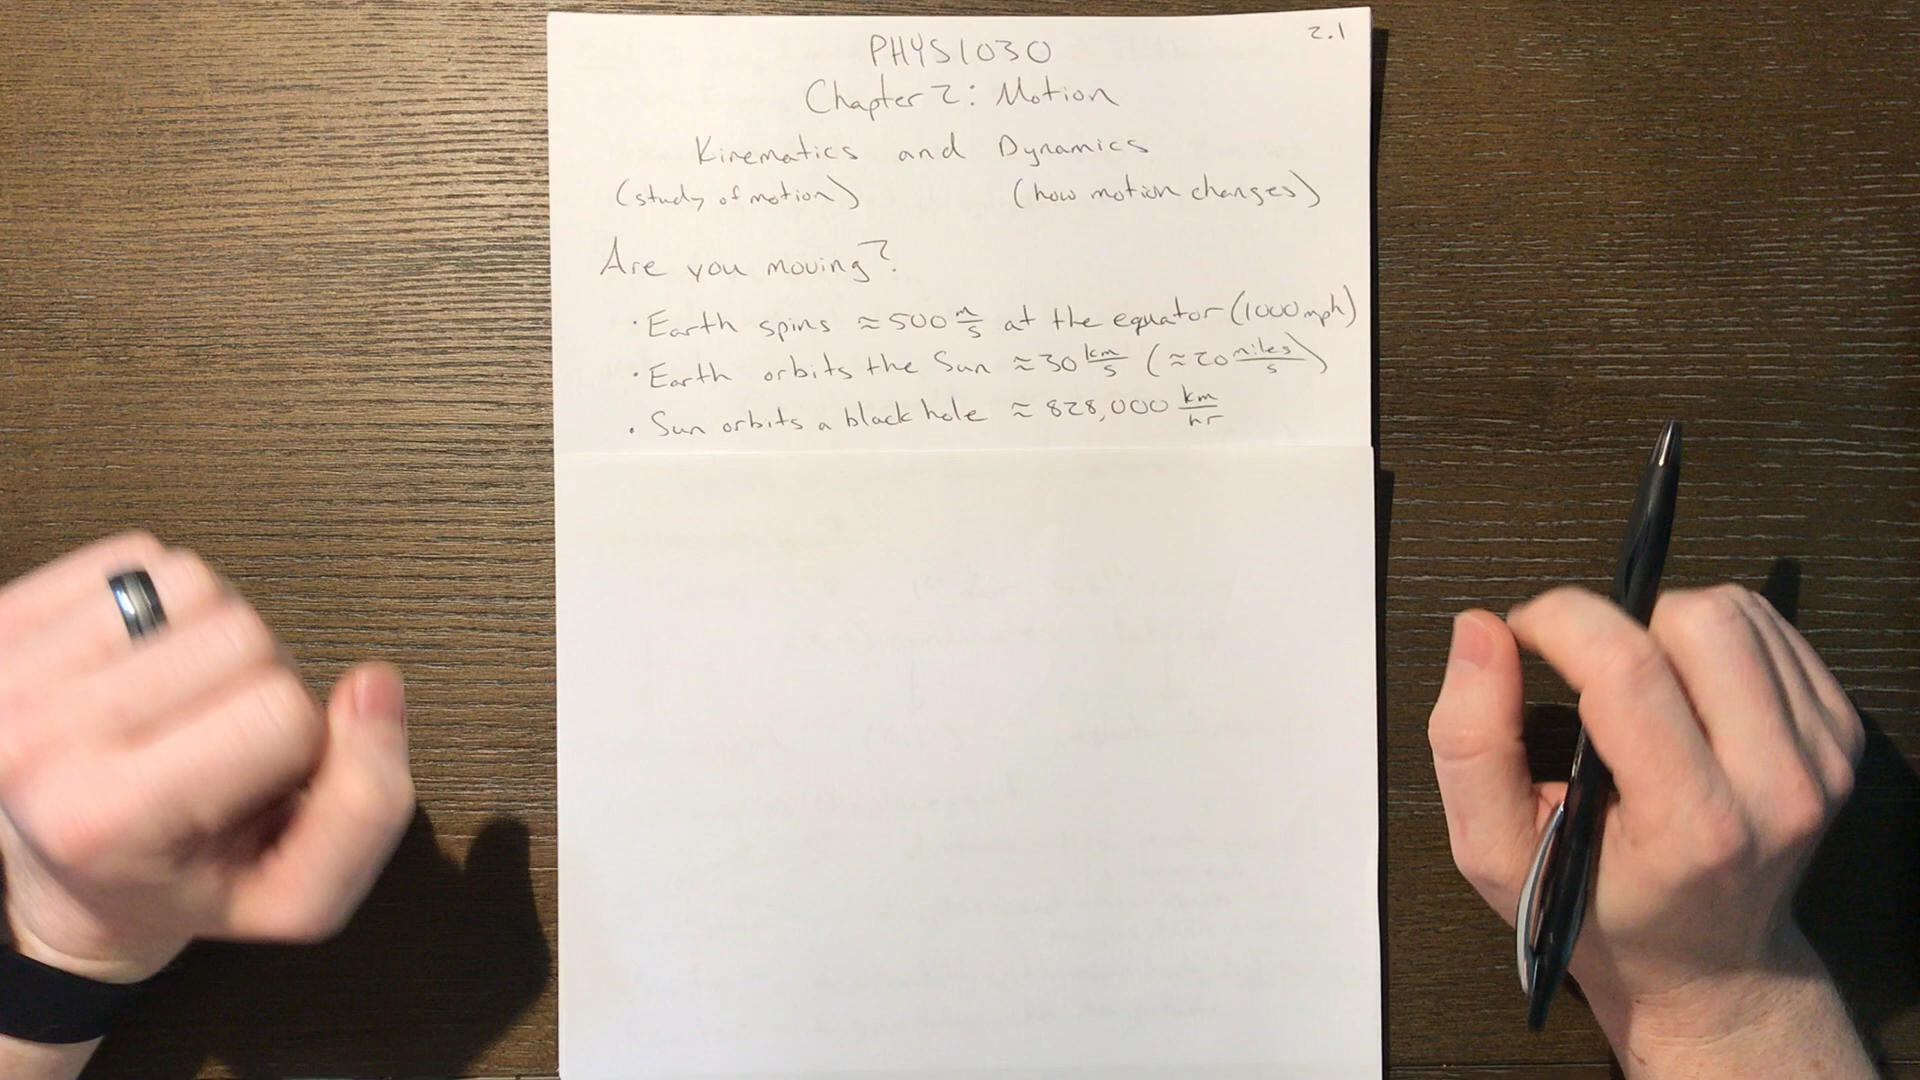 2.1
PHYS1030
Chapter 2: Motion
Kinematics and Dynamics
(study of motion) (how motion changes)
Are you moving?
· Earth spins ≈ 500 m/s at the equator (1000 mph)
· Earth orbits the Sun ≈ 30 km/s (≈ 20 miles/s)
· Sun orbits a black hole ≈ 828,000 km/hr